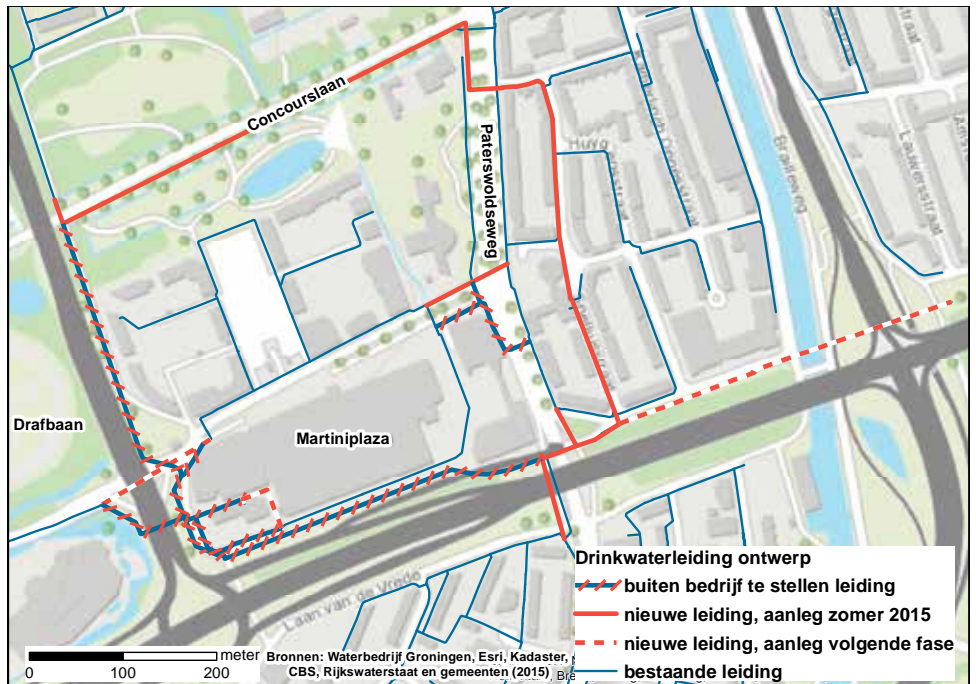 Concourslaan
Paterswoldseweg
Brailleweg
Lauwersstraat
Drafbaan
Martiniplaza
Laan van de Vrede
Drinkwaterleiding ontwerp
buiten bedrijf te stellen leiding
nieuwe leiding, aanleg zomer 2015
nieuwe leiding, aanleg volgende fase
bestaande leiding
meter
0 100 200
Bronnen: Waterbedrijf Groningen, Esri, Kadaster,
CBS, Rijkswaterstaat en gemeenten (2015)